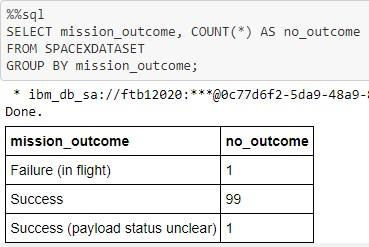 %%sql
SELECT mission_outcome, COUNT(*) AS no_outcome
FROM SPACEXDATASET
GROUP BY mission_outcome;
* ibm_db_sa://ftb12020:***@0c77d6f2-5da9-48a9-
Done.
mission_outcome no_outcome
Failure (in flight) 1
Success 99
Success (payload status unclear) 1